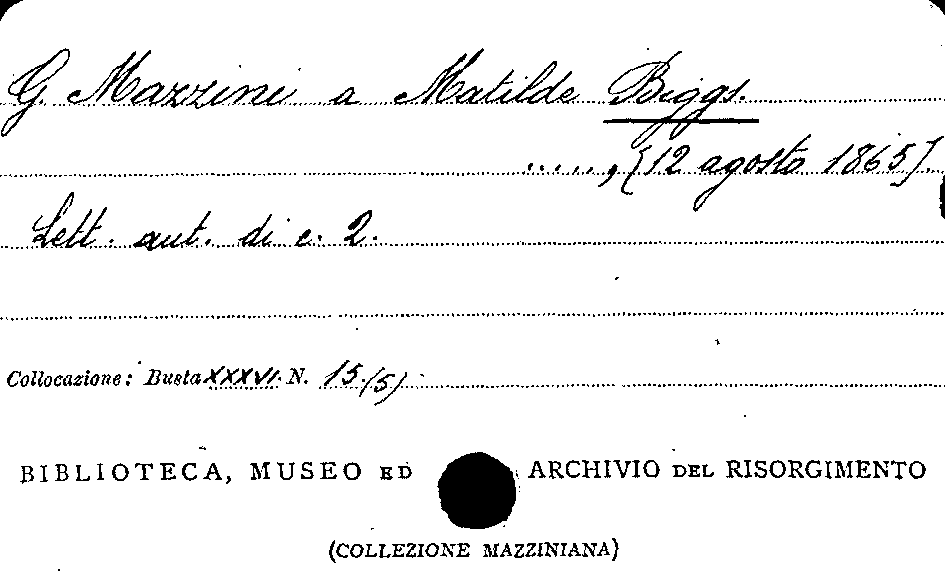 G. Mazzini a Matilde Biggs.
....., [12 agosto 1865].
Lett. aut. di c. 2.
Collocazione: Busta XXXVI. N. 15.(5)
BIBLIOTECA, MUSEO ED ARCHIVIO DEL RISORGIMENTO
(COLLEZIONE MAZZINIANA)